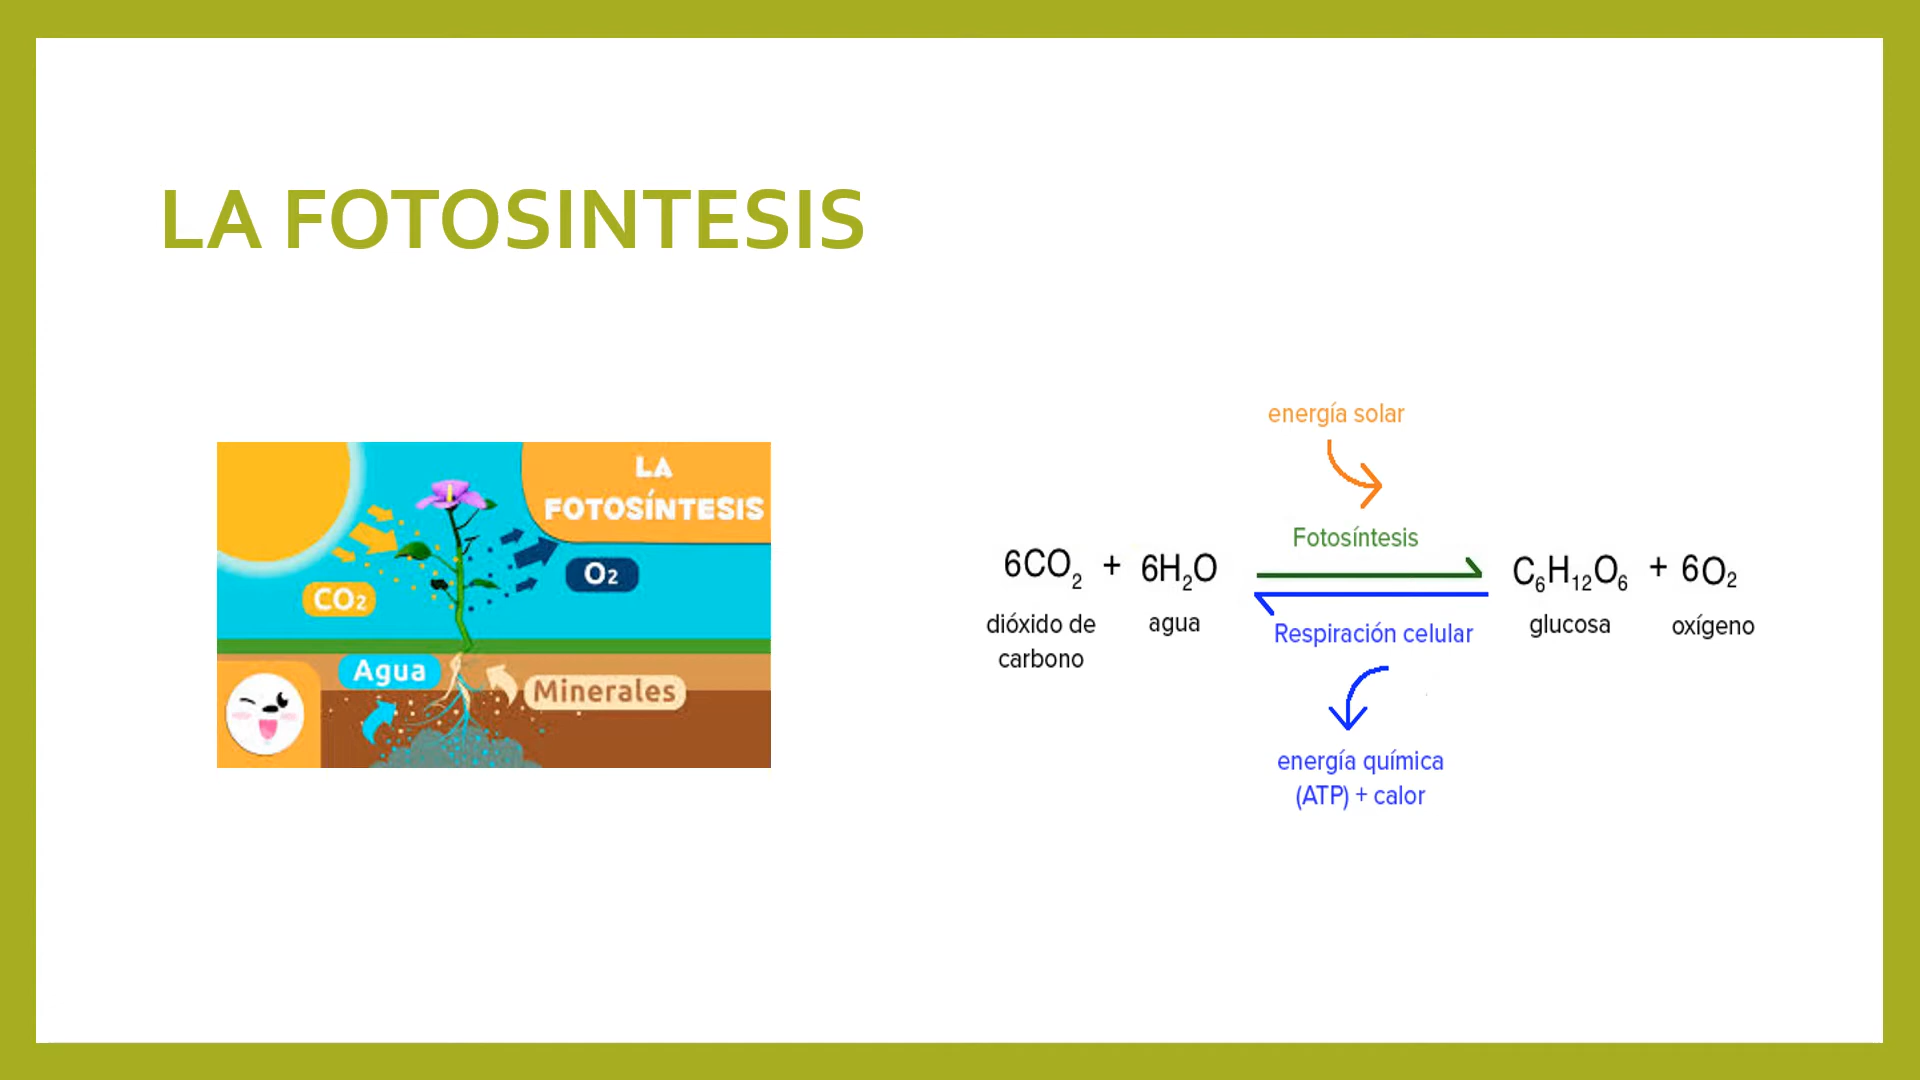 LA FOTOSINTESIS
LA
FOTOSÍNTESIS
O₂
CO₂
Agua
Minerales
energía solar
Fotosíntesis
6CO₂ + 6H₂O
C₆H₁₂O₆ + 6O₂
dióxido de
carbono
agua
Respiración celular
glucosa
oxígeno
energía química
(ATP) + calor